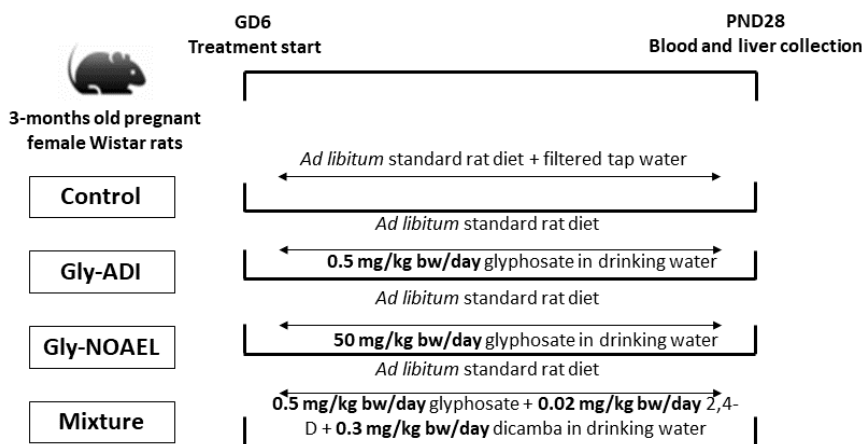 GD6
Treatment start
PND28
Blood and liver collection
3-months old pregnant
female Wistar rats
Ad libitum standard rat diet + filtered tap water
Control
Ad libitum standard rat diet
0.5 mg/kg bw/day glyphosate in drinking water
Gly-ADI
Ad libitum standard rat diet
50 mg/kg bw/day glyphosate in drinking water
Gly-NOAEL
Ad libitum standard rat diet
0.5 mg/kg bw/day glyphosate + 0.02 mg/kg bw/day 2,4-
D + 0.3 mg/kg bw/day dicamba in drinking water
Mixture